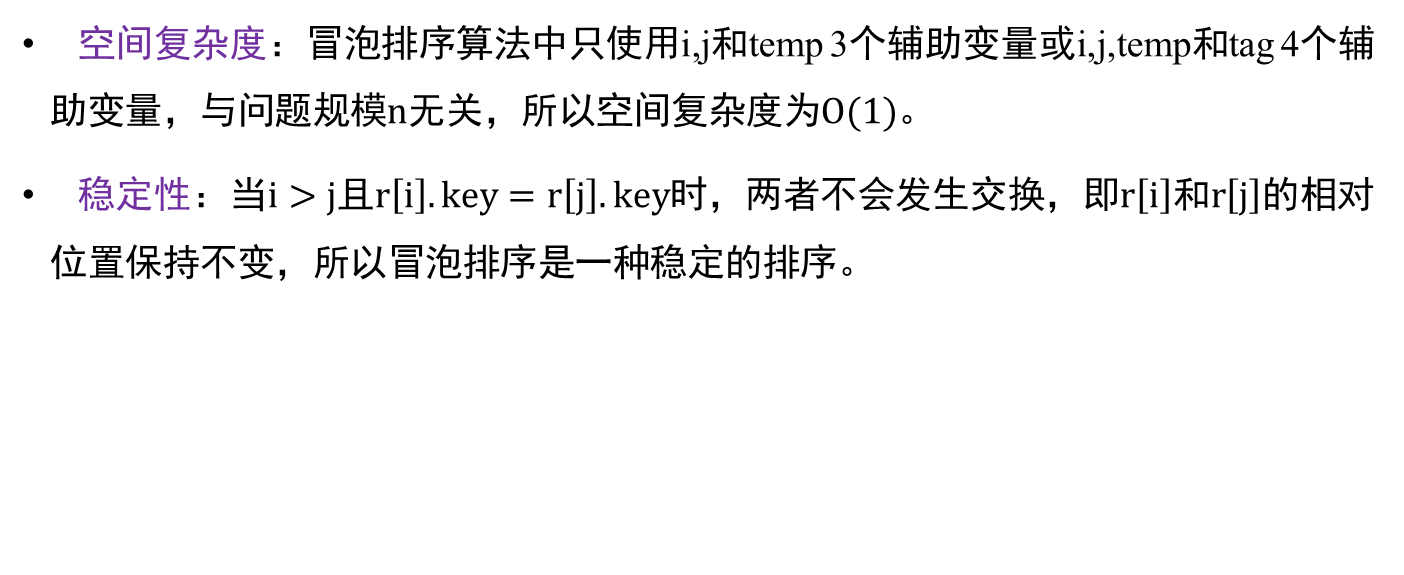 • 空间复杂度：冒泡排序算法中只使用i,j和temp 3个辅助变量或i,j,temp和tag 4个辅
助变量，与问题规模n无关，所以空间复杂度为O(1)。
• 稳定性：当i > j且r[i].key = r[j].key时，两者不会发生交换，即r[i]和r[j]的相对
位置保持不变，所以冒泡排序是一种稳定的排序。